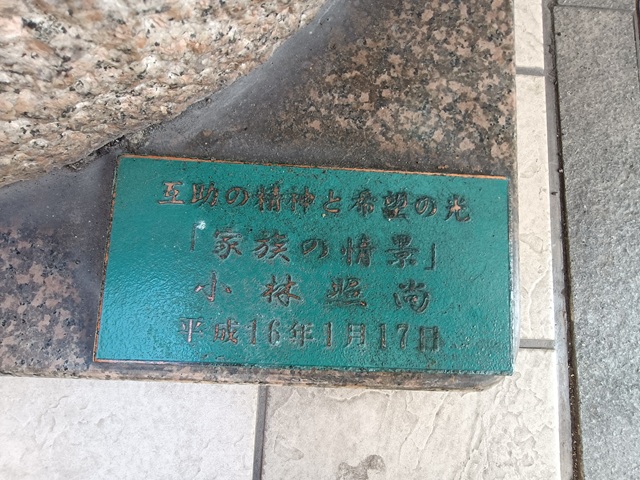 互助の精神と希望の光
「家族の情景」
小林照尚
平成16年1月17日